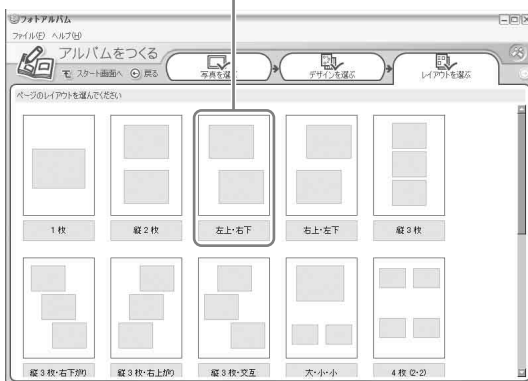 フォトアルバム
ファイル(F) ヘルプ(H)
アルバムをつくる
スタート画面へ 戻る
写真を選ぶ
デザインを選ぶ
レイアウトを選ぶ
ページのレイアウトを選んでください
1 枚
縦 2 枚
左上・右下
右上・左下
縦 3 枚
縦 3 枚・右下がり
縦 3 枚・右上がり
縦 3 枚・交互
大・小・小
4 枚 (2・2)